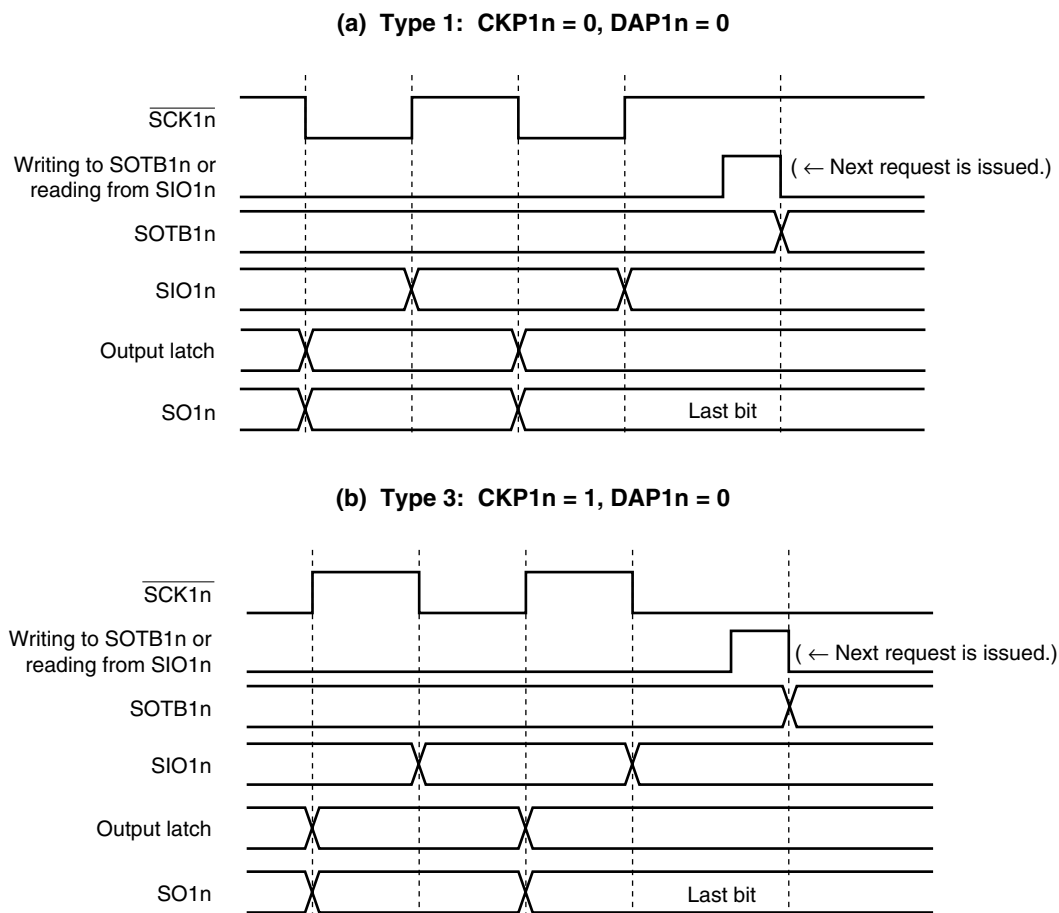 (a) Type 1: CKP1n = 0, DAP1n = 0
SCK1n
Writing to SOTB1n or
reading from SIO1n
( ← Next request is issued.)
SOTB1n
SIO1n
Output latch
SO1n
Last bit
(b) Type 3: CKP1n = 1, DAP1n = 0
SCK1n
Writing to SOTB1n or
reading from SIO1n
( ← Next request is issued.)
SOTB1n
SIO1n
Output latch
SO1n
Last bit